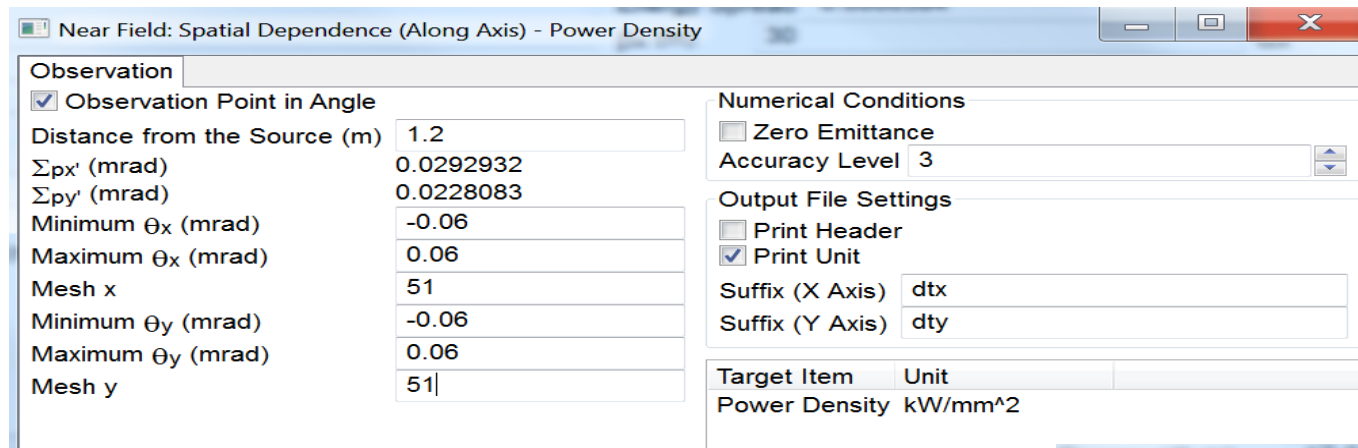 Near Field: Spatial Dependence (Along Axis) - Power Density
30
Observation
Observation Point in Angle
Distance from the Source (m) 1.2
Σpx' (mrad) 0.0292932
Σpy' (mrad) 0.0228083
Minimum θx (mrad) -0.06
Maximum θx (mrad) 0.06
Mesh x 51
Minimum θy (mrad) -0.06
Maximum θy (mrad) 0.06
Mesh y 51
Numerical Conditions
Zero Emittance
Accuracy Level 3
Output File Settings
Print Header
Print Unit
Suffix (X Axis) dtx
Suffix (Y Axis) dty
Target Item Unit
Power Density kW/mm^2